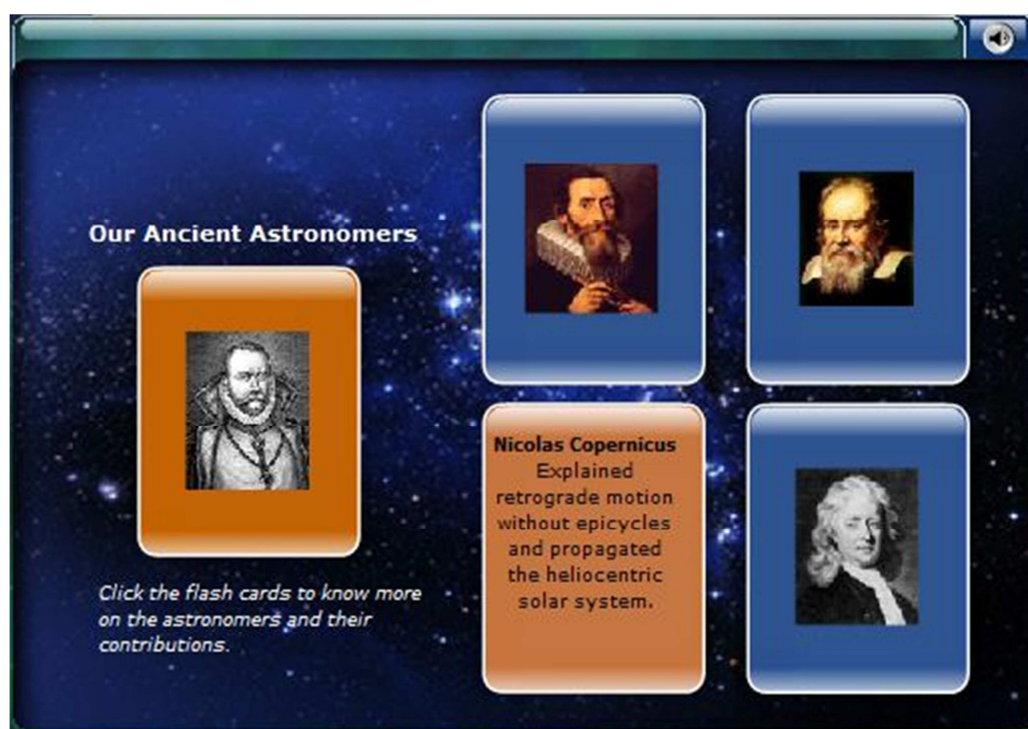 Our Ancient Astronomers
Click the flash cards to know more
on the astronomers and their
contributions.
Nicolas Copernicus
Explained
retrograde motion
without epicycles
and propagated
the heliocentric
solar system.